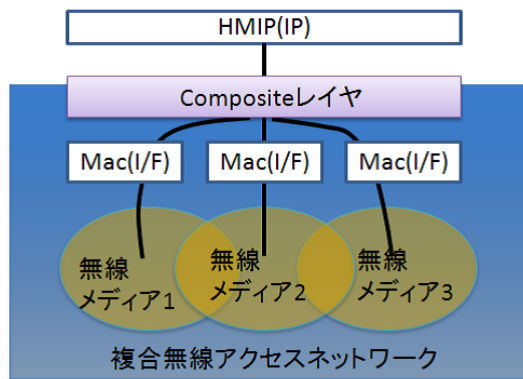 HMIP(IP)
Compositeレイヤ
Mac(I/F) Mac(I/F) Mac(I/F)
無線
メディア1
無線
メディア2
無線
メディア3
複合無線アクセスネットワーク